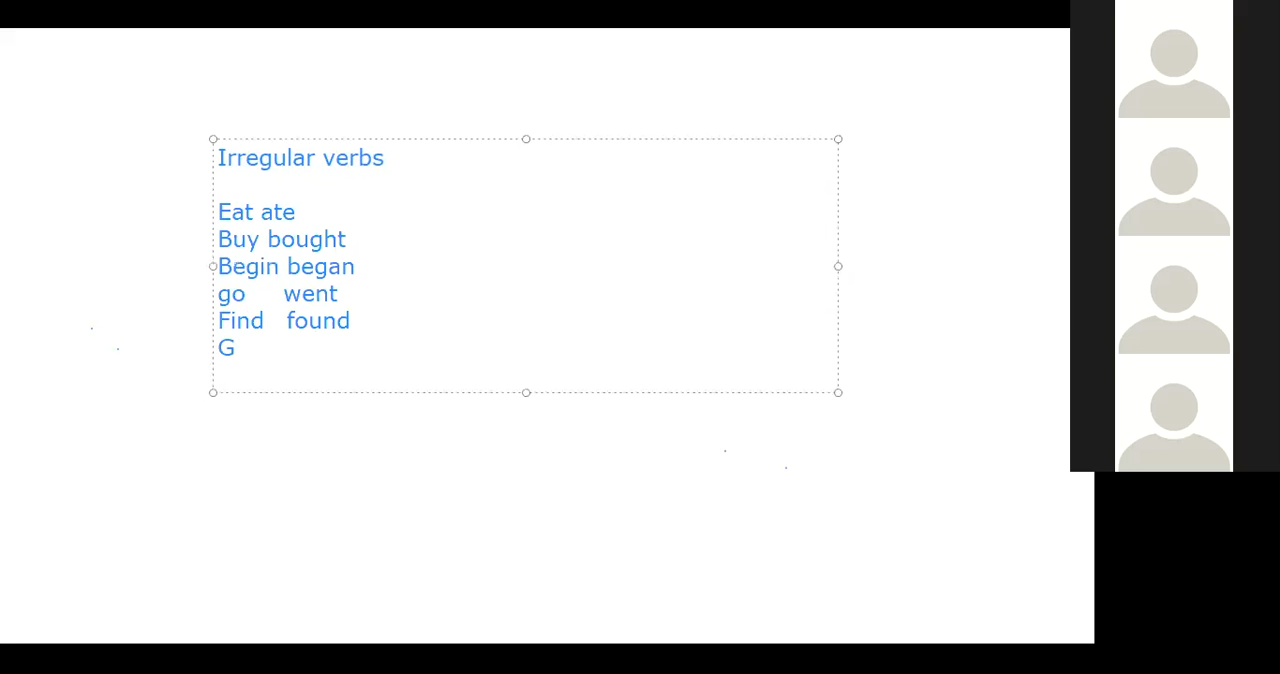 Irregular verbs
Eat ate
Buy bought
Begin began
go went
Find found
G